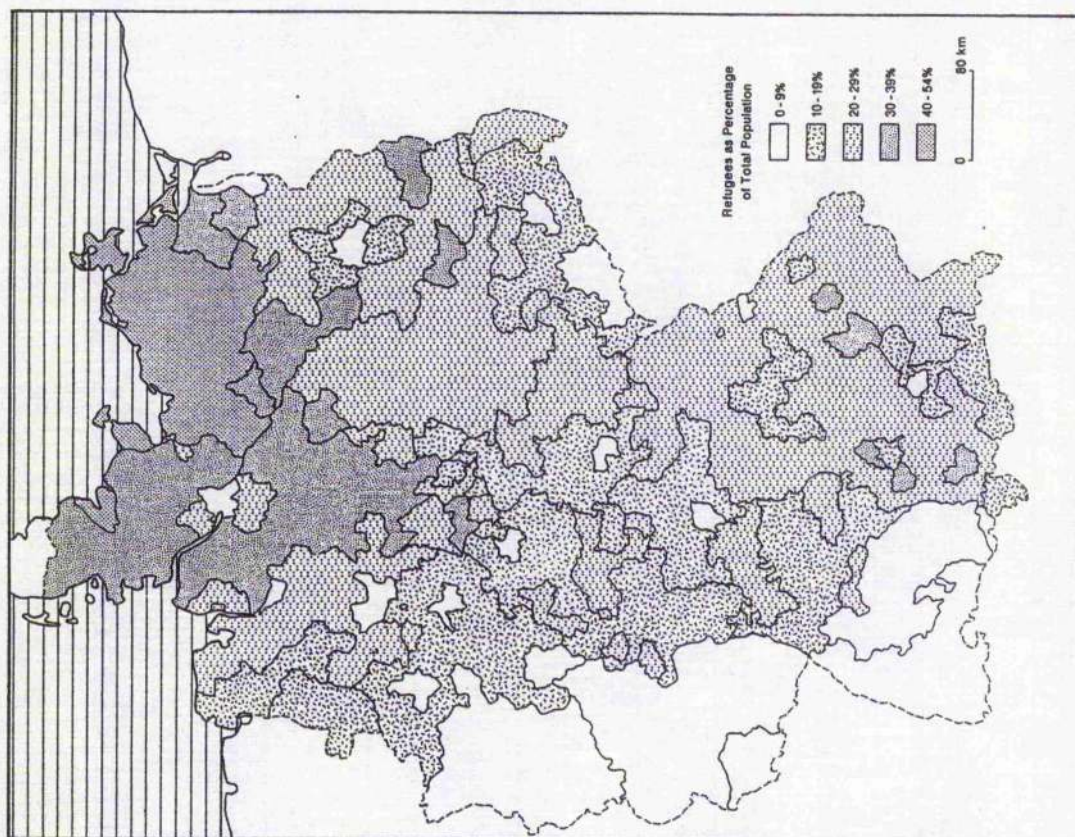 Refugees as Percentage
of Total Population
0 - 9%
10 - 19%
20 - 29%
30 - 39%
40 - 54%
0 80 km